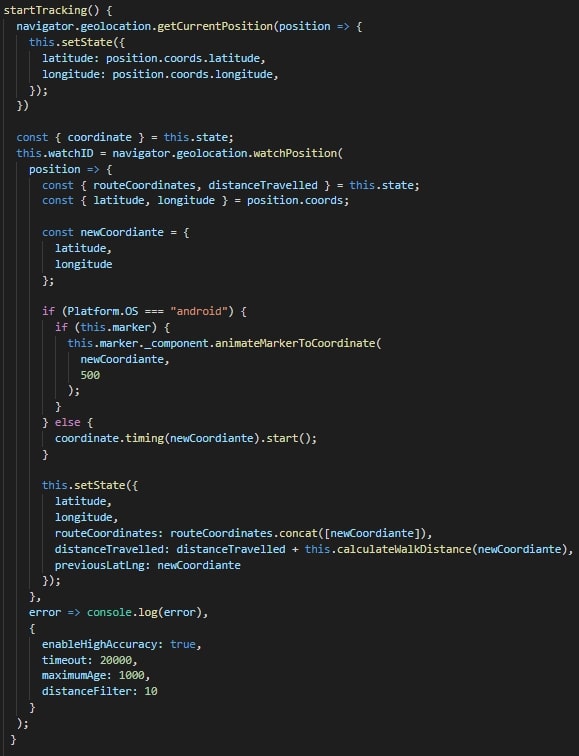 startTracking() {
navigator.geolocation.getCurrentPosition(position => {
this.setState({
latitude: position.coords.latitude,
longitude: position.coords.longitude,
});
})
const { coordinate } = this.state;
this.watchID = navigator.geolocation.watchPosition(
position => {
const { routeCoordinates, distanceTravelled } = this.state;
const { latitude, longitude } = position.coords;
const newCoordiante = {
latitude,
longitude
};
if (Platform.OS === "android") {
if (this.marker) {
this.marker._component.animateMarkerToCoordinate(
newCoordiante,
500
);
}
} else {
coordinate.timing(newCoordiante).start();
}
this.setState({
latitude,
longitude,
routeCoordinates: routeCoordinates.concat([newCoordiante]),
distanceTravelled: distanceTravelled + this.calculateWalkDistance(newCoordiante),
previousLatLng: newCoordiante
});
},
error => console.log(error),
{
enableHighAccuracy: true,
timeout: 20000,
maximumAge: 1000,
distanceFilter: 10
}
);
}